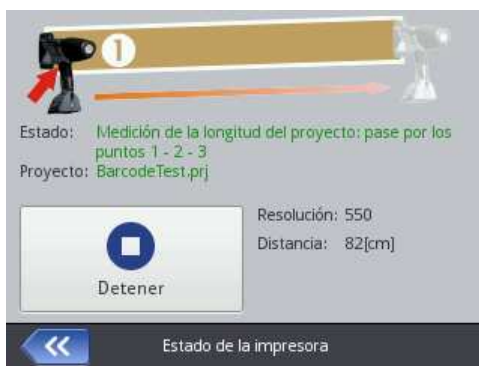 1
Estado: Medición de la longitud del proyecto: pase por los
puntos 1 - 2 - 3
Proyecto: BarcodeTest.prj
Resolución: 550
Distancia: 82[cm]
Detener
Estado de la impresora